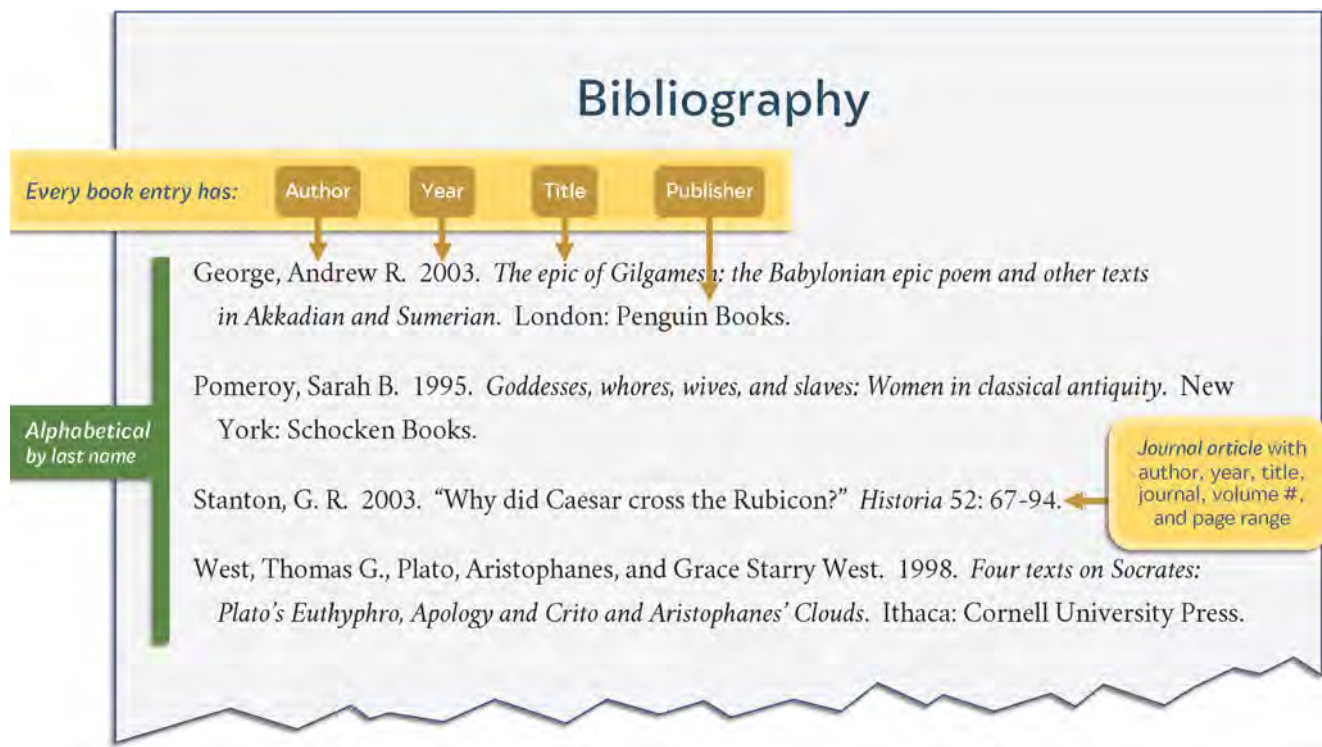 Bibliography
Every book entry has: Author Year Title Publisher
George, Andrew R. 2003. The epic of Gilgamesh: the Babylonian epic poem and other texts
in Akkadian and Sumerian. London: Penguin Books.
Pomeroy, Sarah B. 1995. Goddesses, whores, wives, and slaves: Women in classical antiquity. New
York: Schocken Books.
Alphabetical
by last name
Stanton, G. R. 2003. “Why did Caesar cross the Rubicon?” Historia 52: 67-94.
Journal article with
author, year, title,
journal, volume #,
and page range
West, Thomas G., Plato, Aristophanes, and Grace Starry West. 1998. Four texts on Socrates:
Plato’s Euthyphro, Apology and Crito and Aristophanes’ Clouds. Ithaca: Cornell University Press.